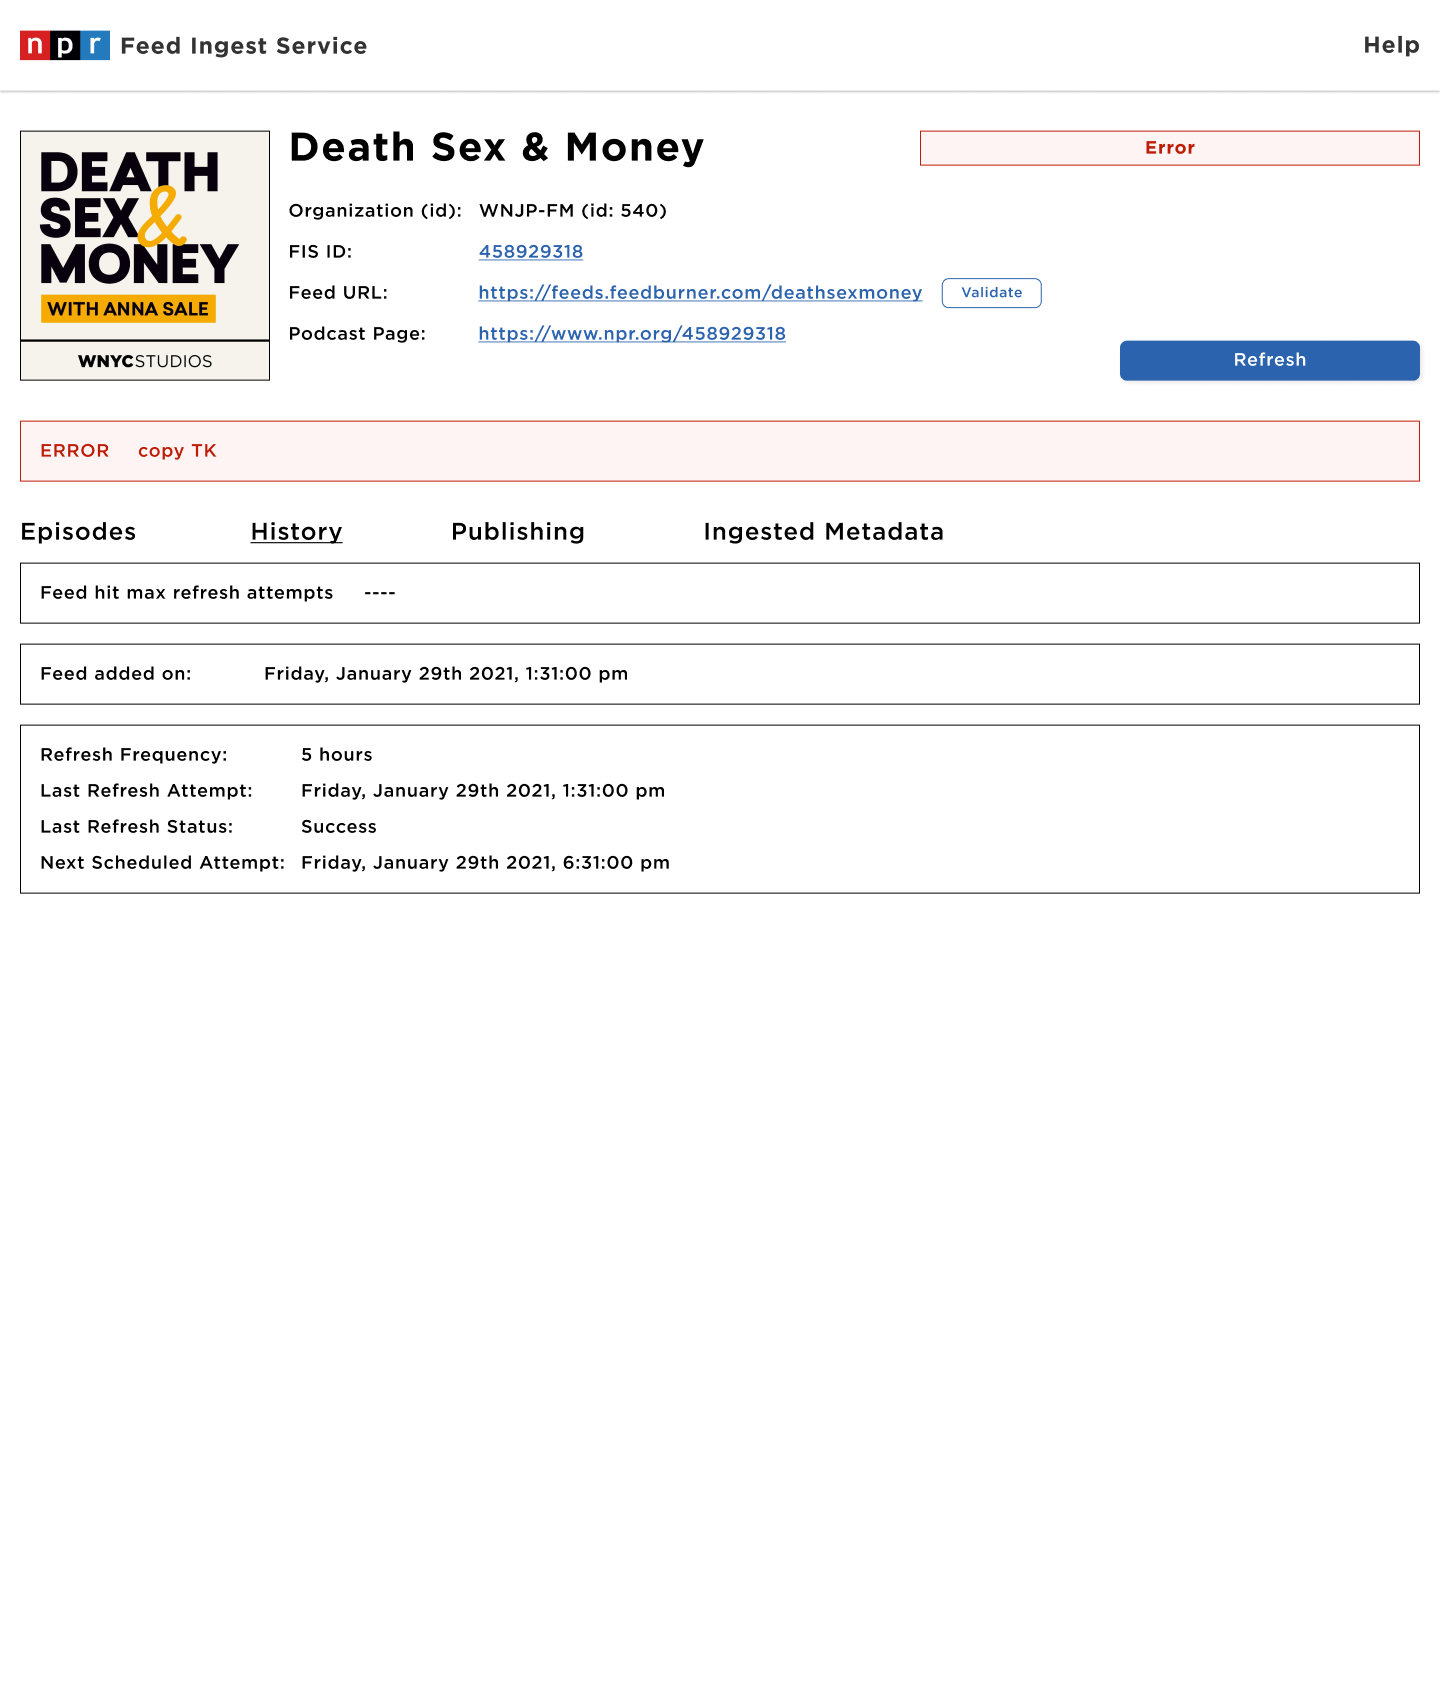 npr Feed Ingest Service
Help
DEATH
SEX &
MONEY
WITH ANNA SALE
WNYCSTUDIOS
Death Sex & Money
Error
Organization (id): WNJP-FM (id: 540)
FIS ID: 458929318
Feed URL: https://feeds.feedburner.com/deathsexmoney Validate
Podcast Page: https://www.npr.org/458929318
Refresh
ERROR copy TK
Episodes History Publishing Ingested Metadata
Feed hit max refresh attempts ----
Feed added on: Friday, January 29th 2021, 1:31:00 pm
Refresh Frequency: 5 hours
Last Refresh Attempt: Friday, January 29th 2021, 1:31:00 pm
Last Refresh Status: Success
Next Scheduled Attempt: Friday, January 29th 2021, 6:31:00 pm